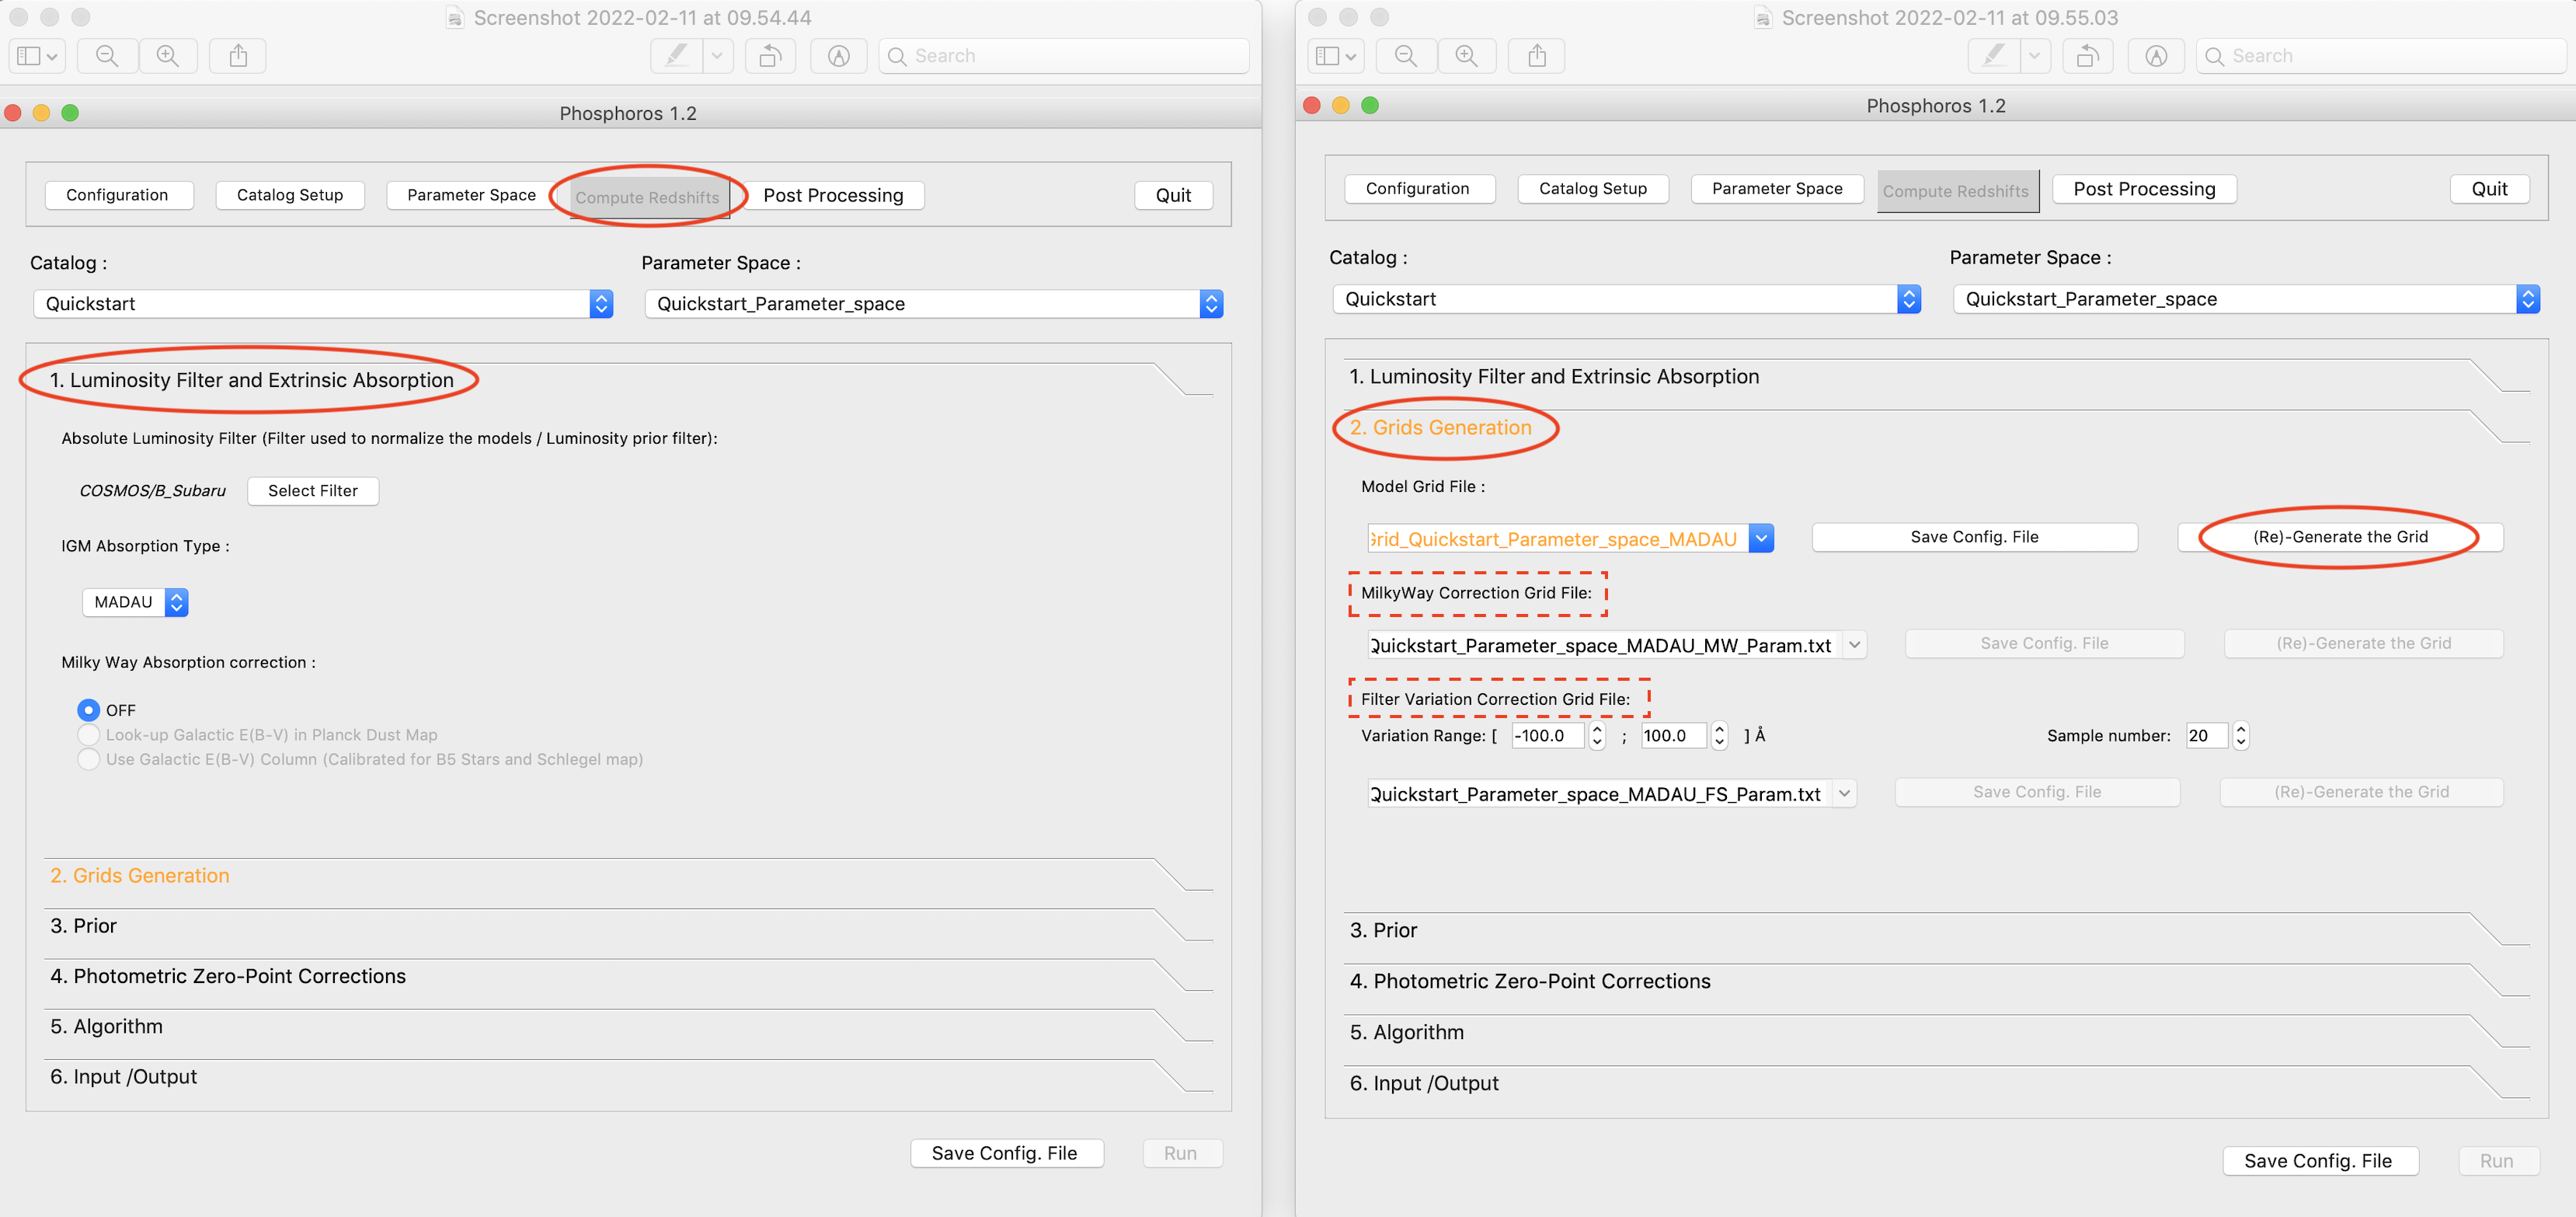 Screenshot 2022-02-11 at 09.54.44
Search
Phosphoros 1.2
Configuration
Catalog Setup
Parameter Space
Compute Redshifts
Post Processing
Quit
Catalog :
Parameter Space :
Quickstart
Quickstart_Parameter_space
1. Luminosity Filter and Extrinsic Absorption
Absolute Luminosity Filter (Filter used to normalize the models / Luminosity prior filter):
COSMOS/B_Subaru
Select Filter
IGM Absorption Type :
MADAU
Milky Way Absorption correction :
OFF
Look-up Galactic E(B-V) in Planck Dust Map
Use Galactic E(B-V) Column (Calibrated for B5 Stars and Schlegel map)
2. Grids Generation
3. Prior
4. Photometric Zero-Point Corrections
5. Algorithm
6. Input /Output
Save Config. File
Run
Screenshot 2022-02-11 at 09.55.03
Search
Phosphoros 1.2
Configuration
Catalog Setup
Parameter Space
Compute Redshifts
Post Processing
Quit
Catalog :
Parameter Space :
Quickstart
Quickstart_Parameter_space
1. Luminosity Filter and Extrinsic Absorption
2. Grids Generation
Model Grid File :
Grid_Quickstart_Parameter_space_MADAU
Save Config. File
(Re)-Generate the Grid
MilkyWay Correction Grid File:
Quickstart_Parameter_space_MADAU_MW_Param.txt
Save Config. File
(Re)-Generate the Grid
Filter Variation Correction Grid File:
Variation Range: [ -100.0 ; 100.0 ] Å
Sample number: 20
Quickstart_Parameter_space_MADAU_FS_Param.txt
Save Config. File
(Re)-Generate the Grid
3. Prior
4. Photometric Zero-Point Corrections
5. Algorithm
6. Input /Output
Save Config. File
Run